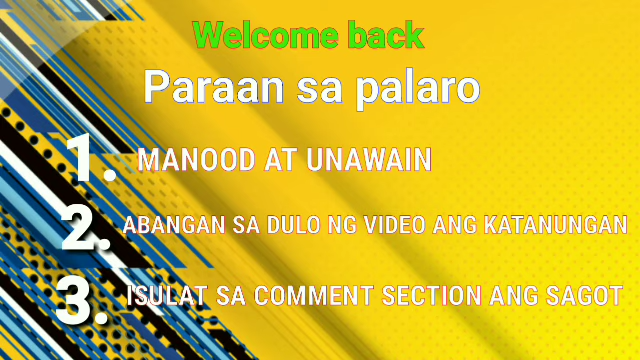 Welcome back
Paraan sa palaro
1. MANOOD AT UNAWAIN
2. ABANGAN SA DULO NG VIDEO ANG KATANUNGAN
3. ISULAT SA COMMENT SECTION ANG SAGOT